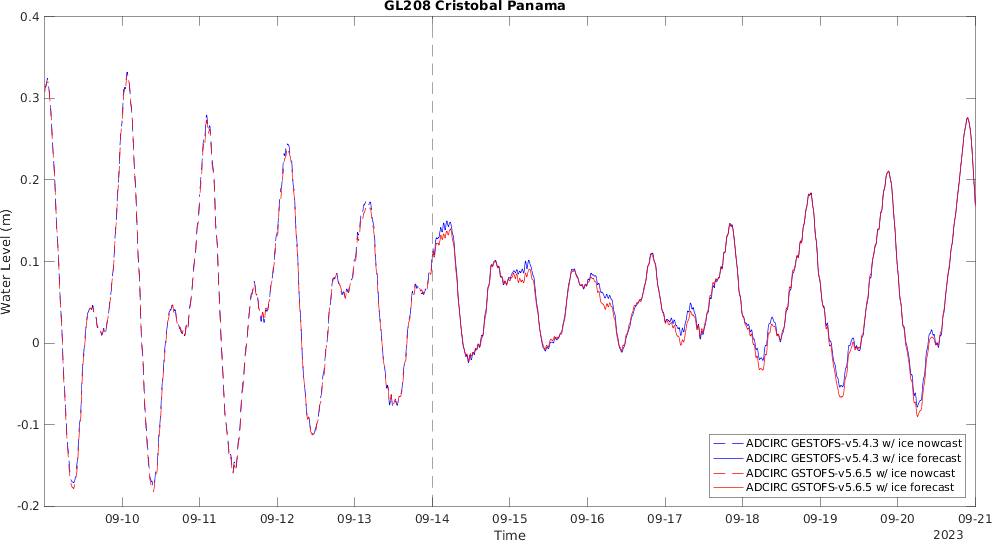 GL208 Cristobal Panama
0.4
0.3
0.2
0.1
0
-0.1
-0.2
Water Level (m)
ADCIRC GESTOFS-v5.4.3 w/ ice nowcast
ADCIRC GESTOFS-v5.4.3 w/ ice forecast
ADCIRC GSTOFS-v5.6.5 w/ ice nowcast
ADCIRC GSTOFS-v5.6.5 w/ ice forecast
09-10 09-11 09-12 09-13 09-14 09-15 09-16 09-17 09-18 09-19 09-20 09-21
Time
2023